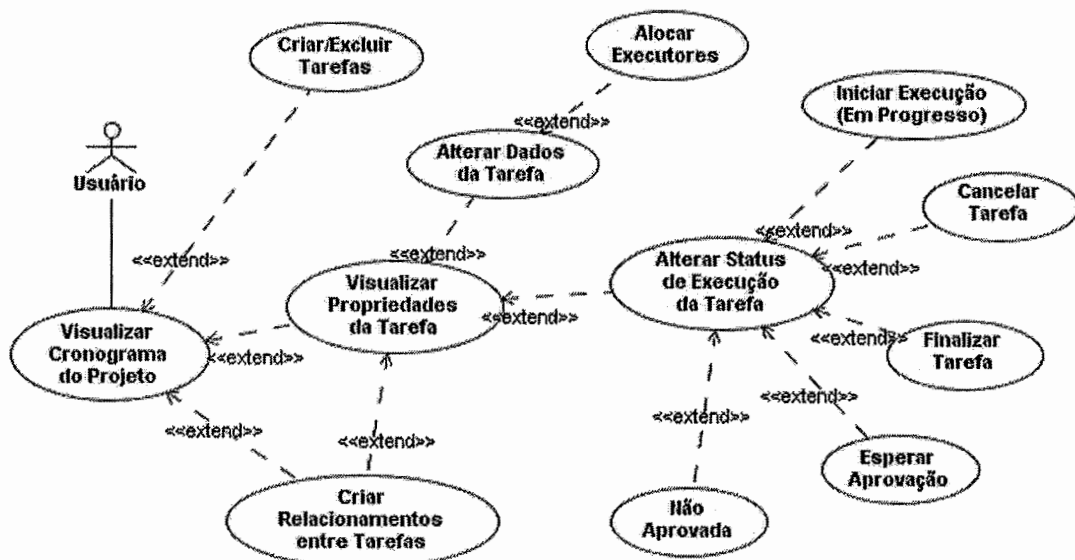 Criar/Excluir
Tarefas
Alocar
Executores
Iniciar Execução
(Em Progresso)
<<extend>>
Alterar Dados
da Tarefa
Usuário
Cancelar
Tarefa
<<extend>>
<<extend>>
<<extend>>
<<extend>>
Visualizar
Propriedades
da Tarefa
Alterar Status
de Execução
da Tarefa
<<extend>>
<<extend>>
Visualizar
Cronograma
do Projeto
<<extend>>
<<extend>>
Finalizar
Tarefa
<<extend>>
<<extend>>
<<extend>>
<<extend>>
Criar
Relacionamentos
entre Tarefas
Não
Aprovada
Esperar
Aprovação